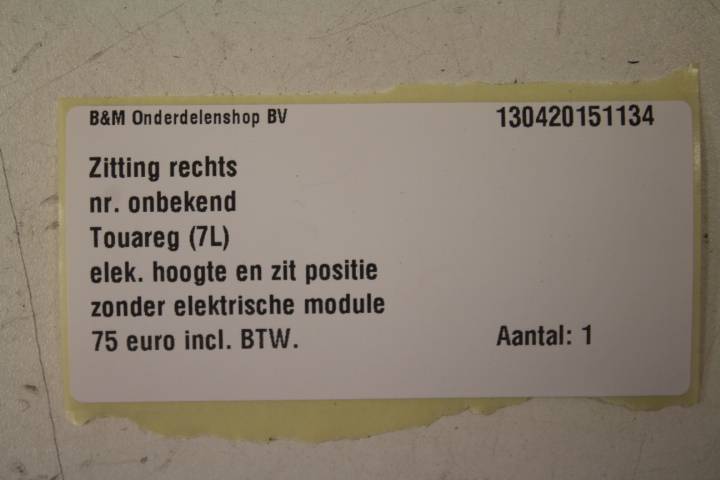 B&M Onderdelenshop BV 130420151134
Zitting rechts
nr. onbekend
Touareg (7L)
elek. hoogte en zit positie
zonder elektrische module
75 euro incl. BTW. Aantal: 1